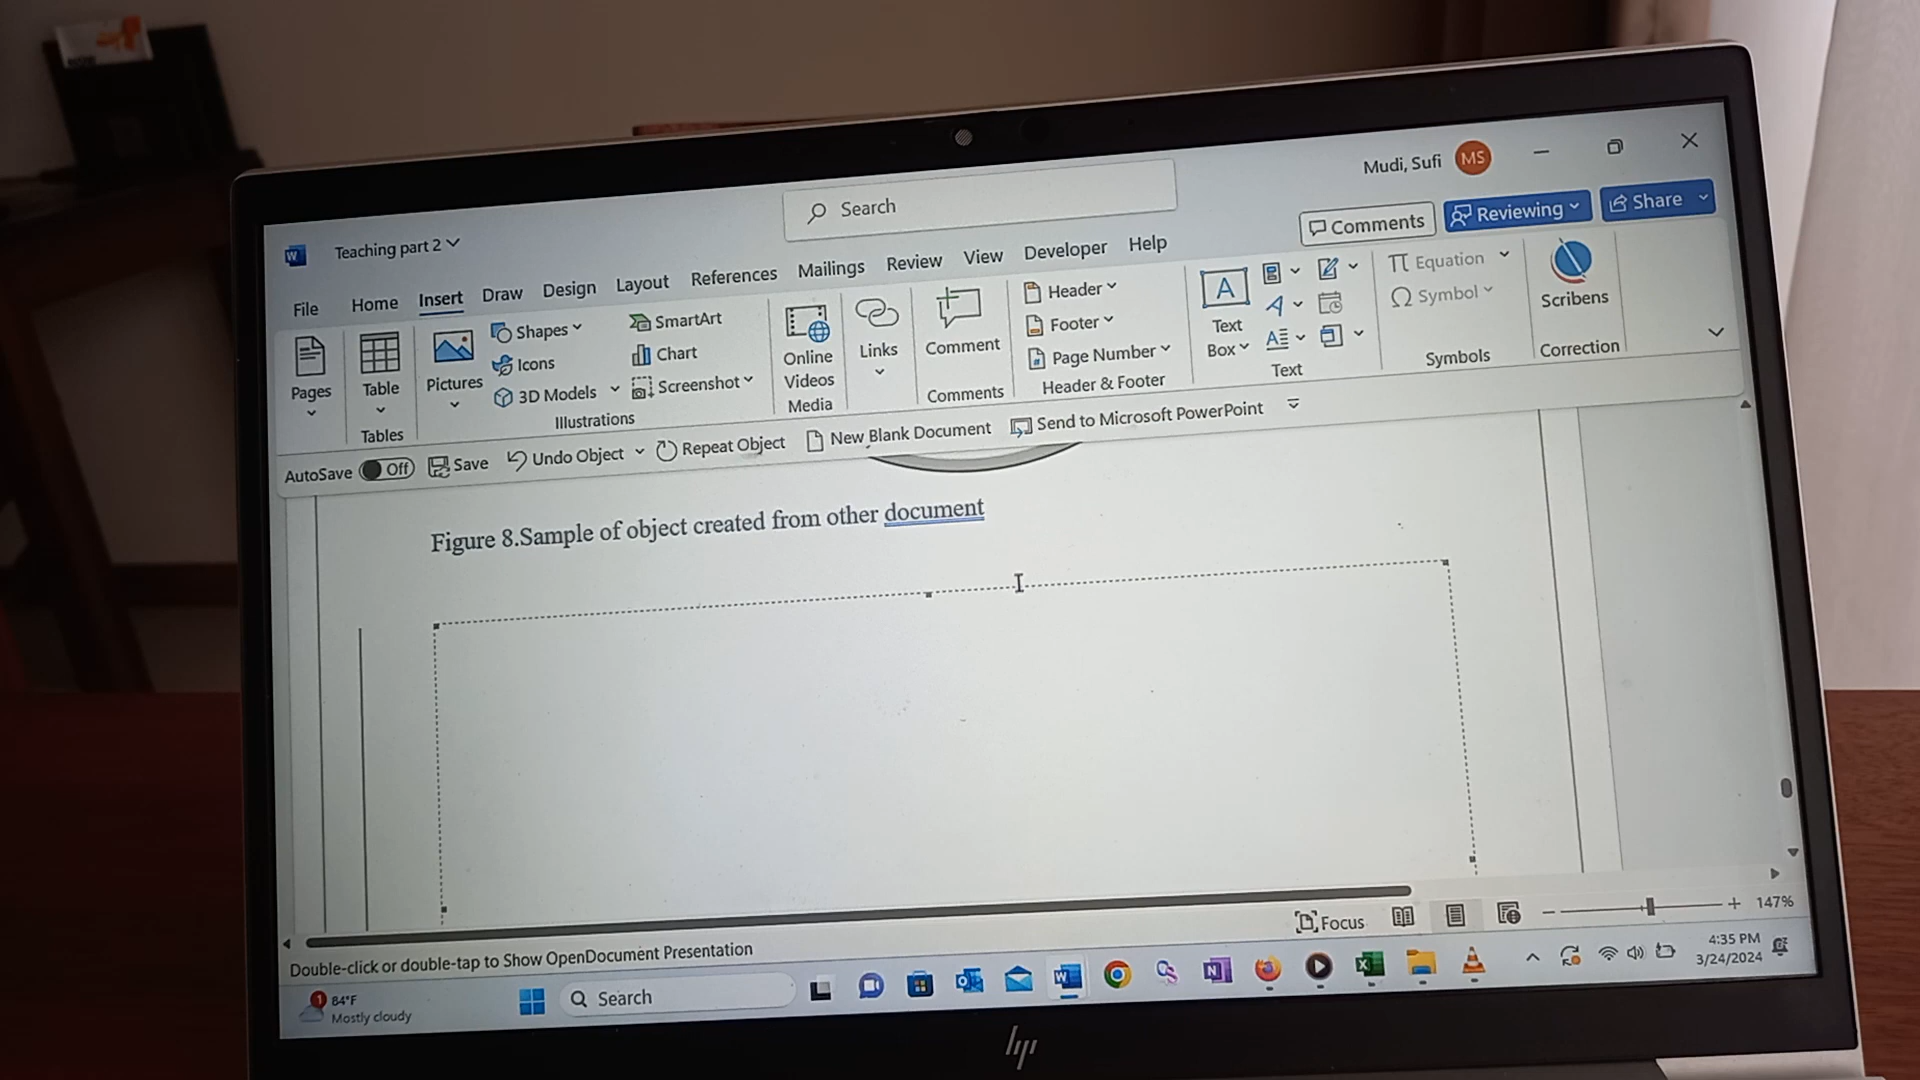 Search
Mudi, Sufi
MS
Teaching part 2
Comments
Reviewing
Share
File
Home
Insert
Draw
Design
Layout
References
Mailings
Review
View
Developer
Help
Pages
Table
Tables
Pictures
Shapes
Icons
3D Models
SmartArt
Chart
Screenshot
Illustrations
Online
Videos
Media
Links
Comment
Comments
Header
Footer
Page Number
Header & Footer
A
Text
Box
Text
Equation
Symbol
Symbols
Scribens
Correction
AutoSave
Off
Save
Undo Object
Repeat Object
New Blank Document
Send to Microsoft PowerPoint
Figure 8.Sample of object created from other document
Focus
147%
Double-click or double-tap to Show OpenDocument Presentation
1
84°F
Mostly cloudy
Search
4:35 PM
3/24/2024
hp